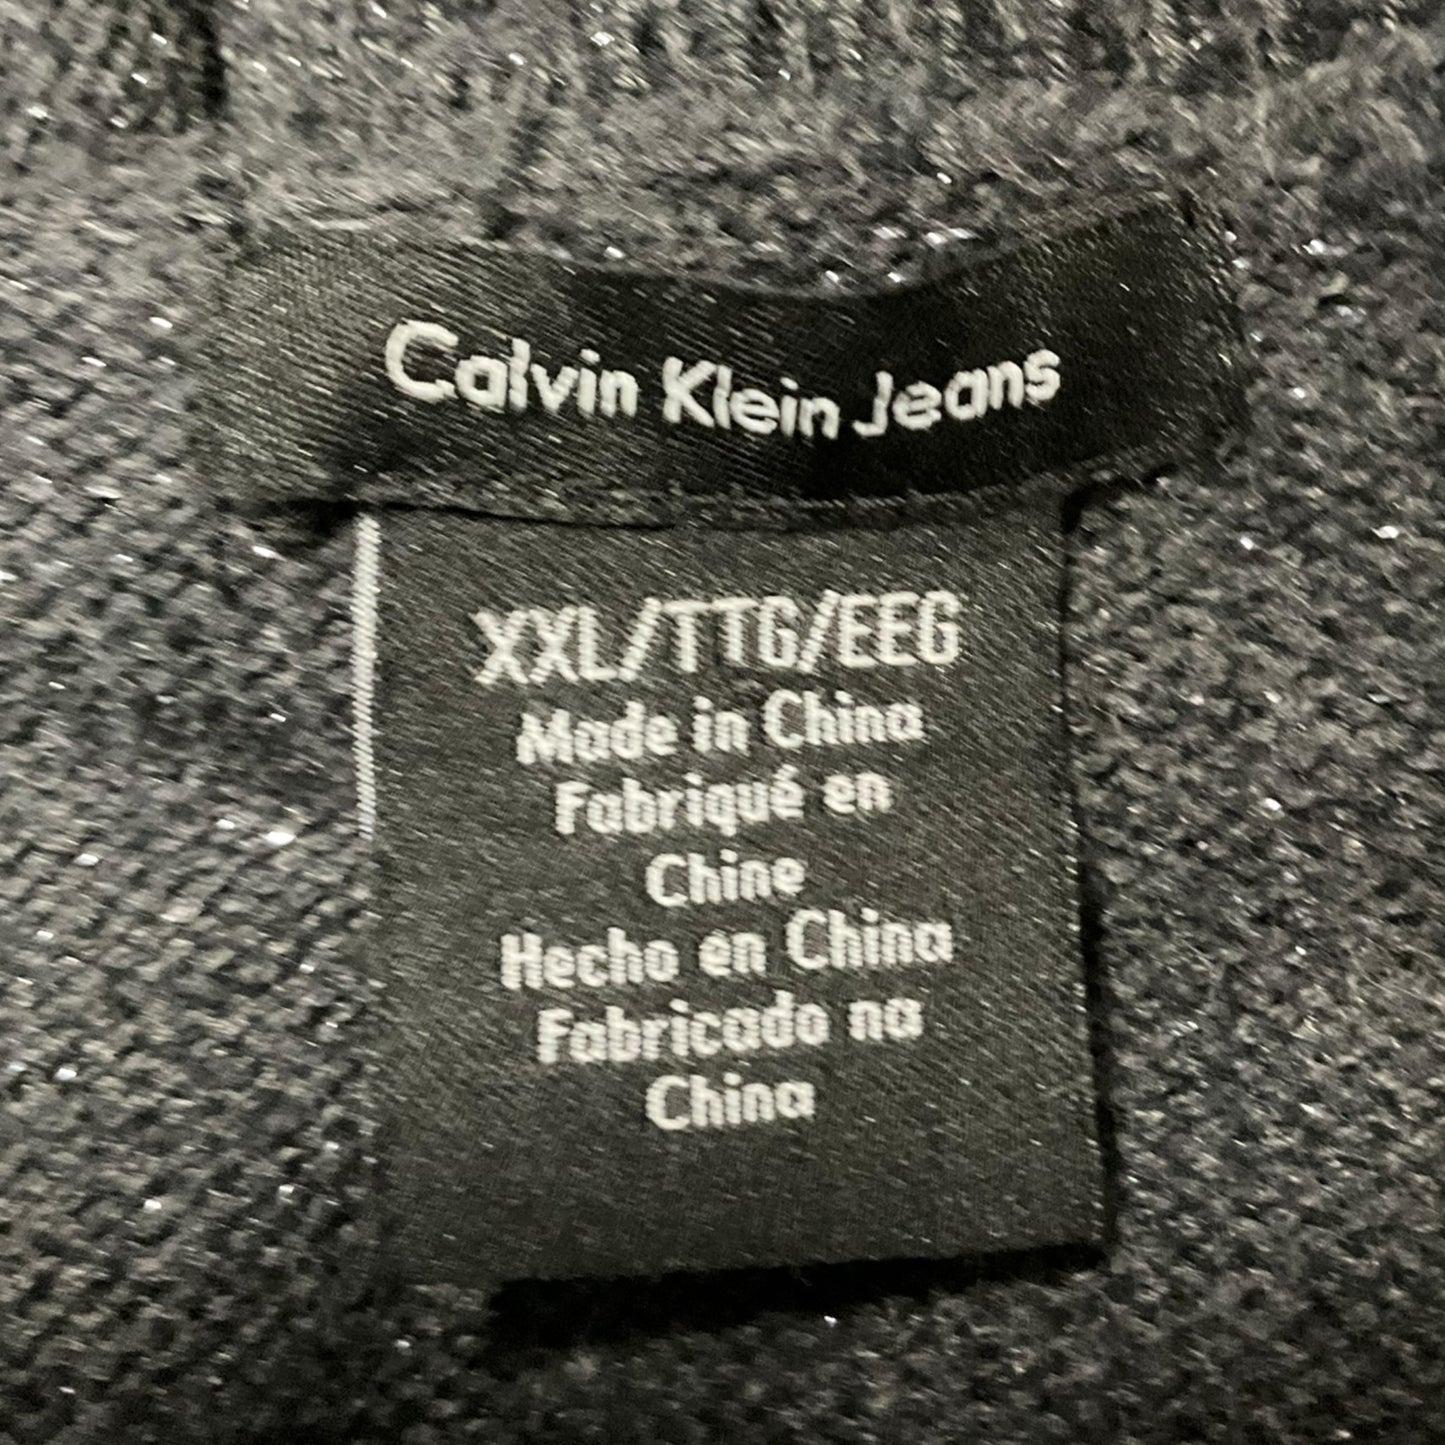 Calvin Klein Jeans
XXL/TTG/EEG
Made in China
Fabriqué en
Chine
Hecho en China
Fabricado na
China